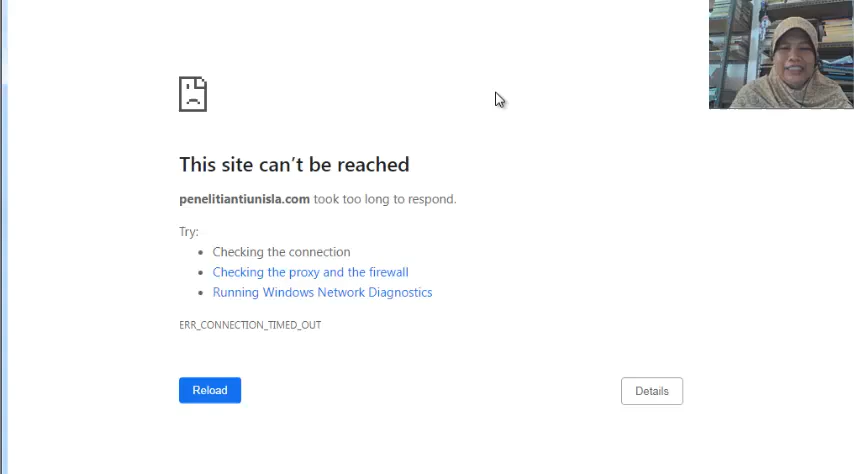 This site can't be reached
penelitiantiunisla.com took too long to respond.
Try:
Checking the connection
Checking the proxy and the firewall
Running Windows Network Diagnostics
ERR_CONNECTION_TIMED_OUT
Reload
Details